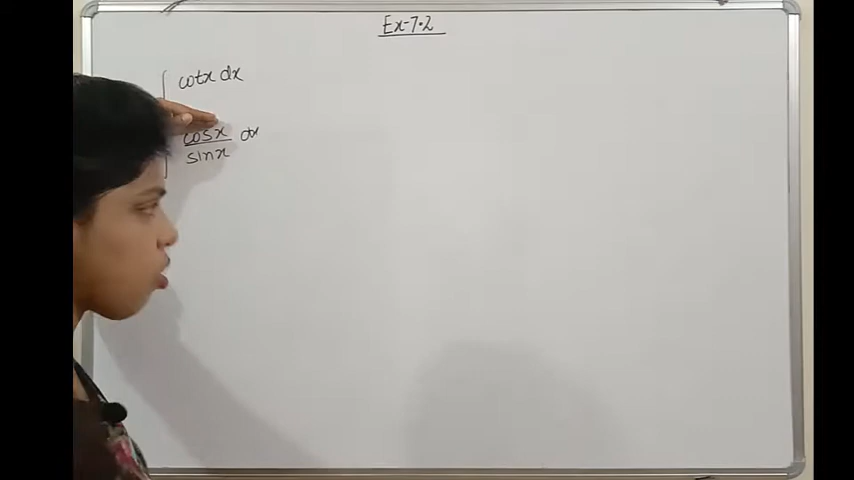 Ex-7.2
∫ cotx dx
∫ cosx/sinx dx